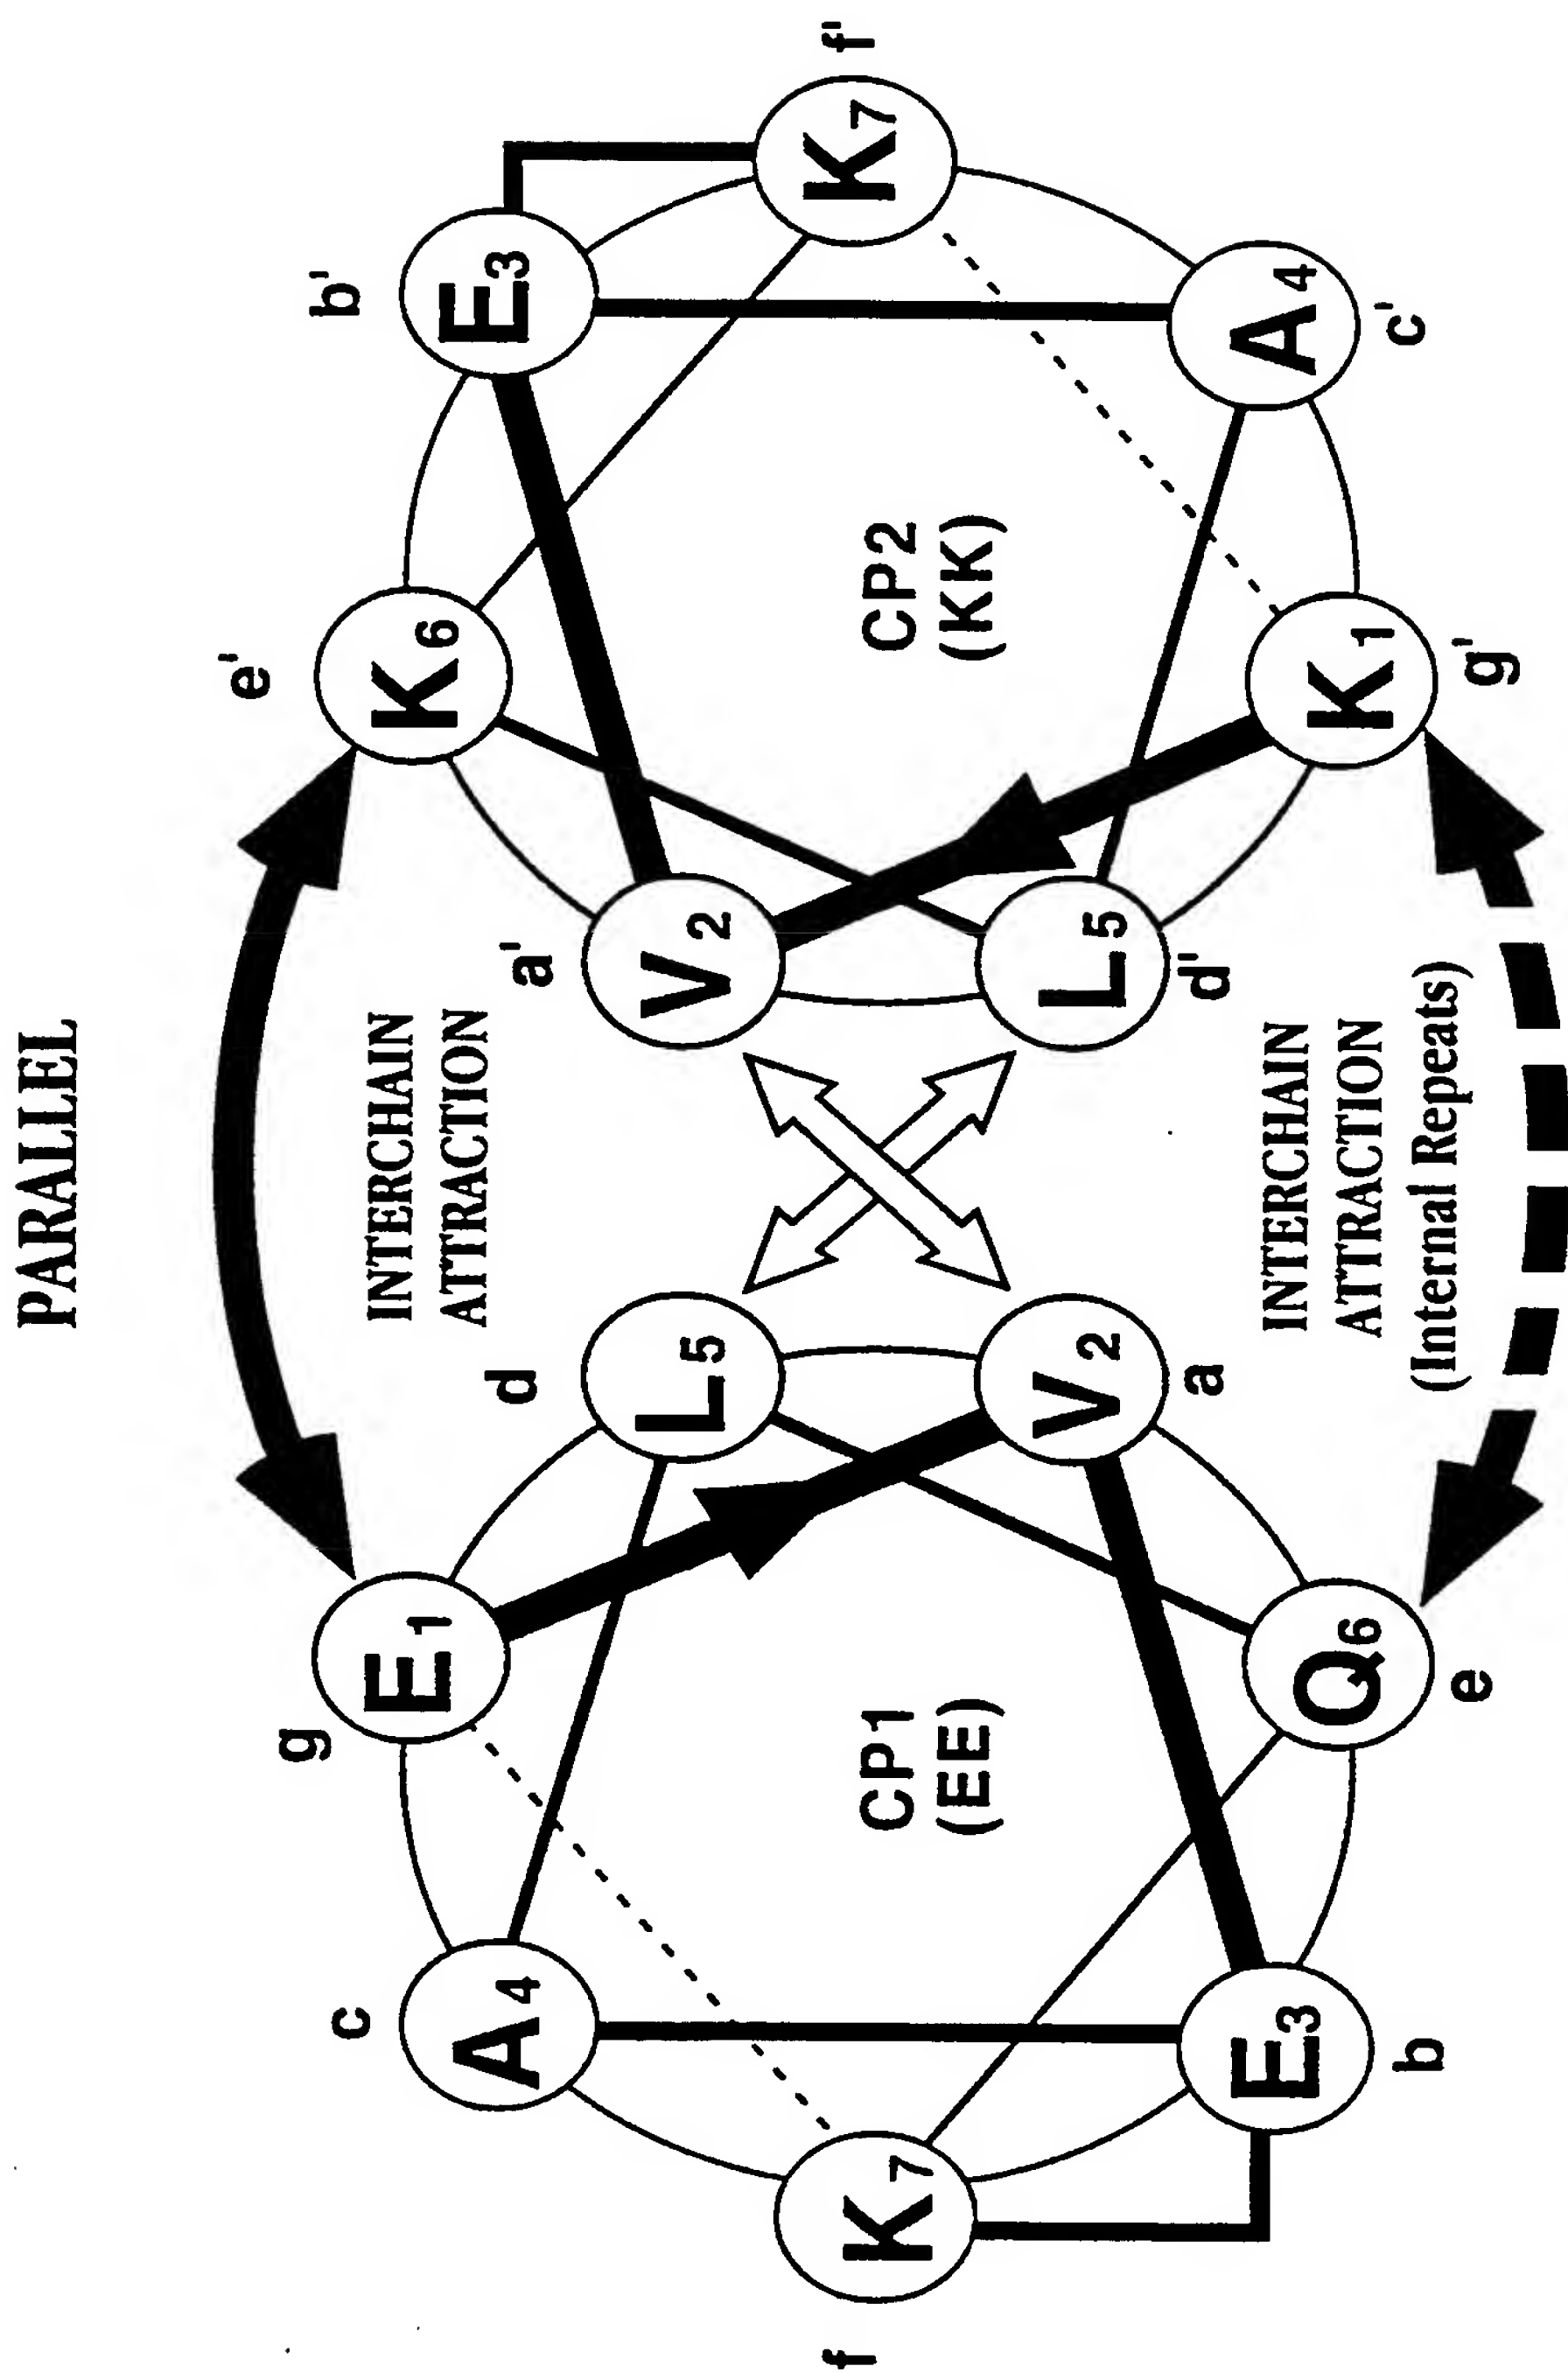 PARALLEL
INTERCHAIN
ATTRACTION
g
E1
d
L5
c
A4
f
K7
CP1
(EE)
V2
a
E3
b
Q6
e
a'
V2
e'
K6
b'
E3
f'
K7
CP2
(KK)
L5
d'
K1
g'
A4
c'
INTERCHAIN
ATTRACTION
(Internal Repeats)